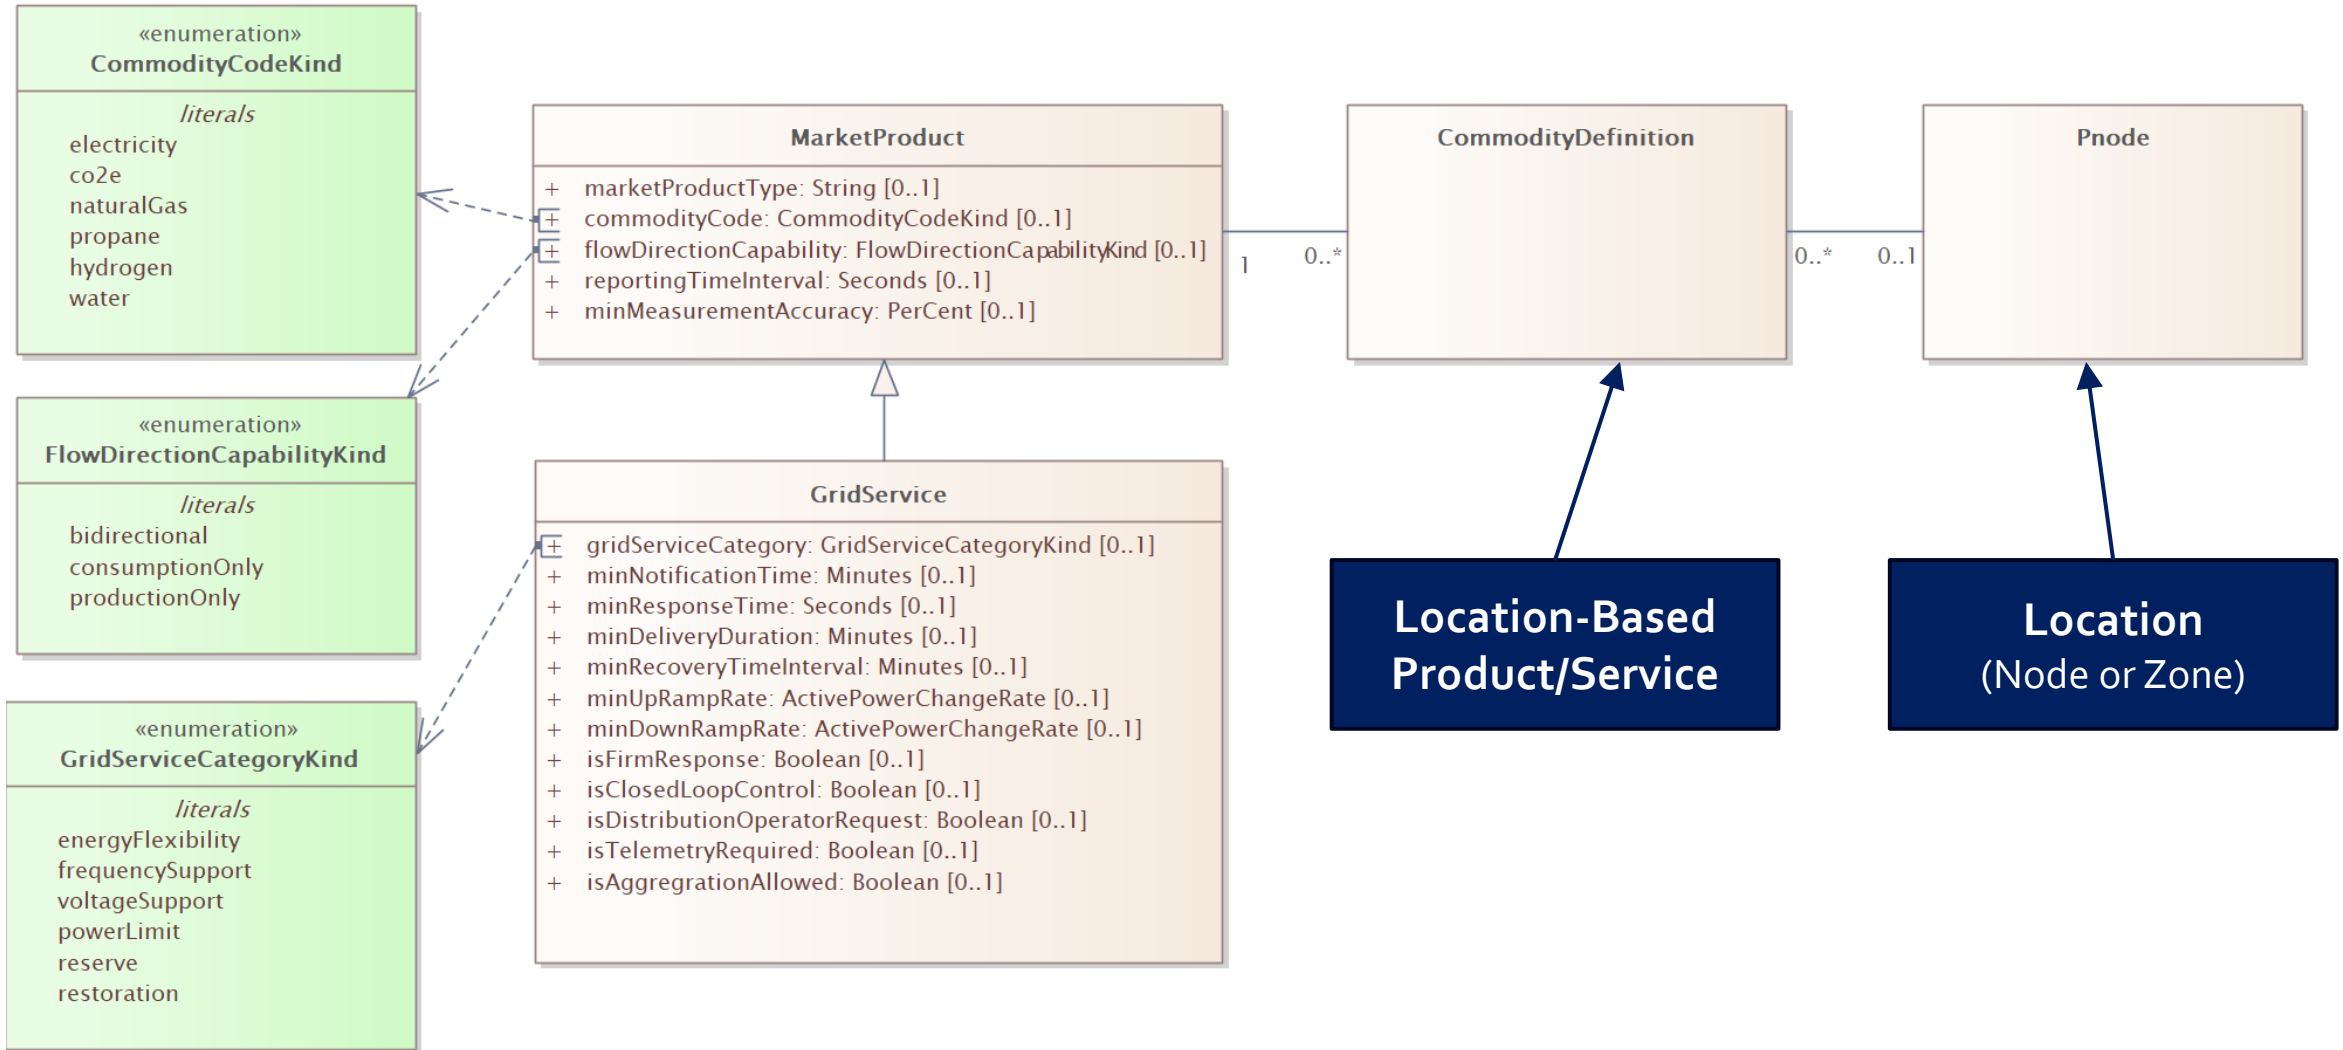 «enumeration»
CommodityCodeKind
literals
electricity
co2e
naturalGas
propane
hydrogen
water
«enumeration»
FlowDirectionCapabilityKind
literals
bidirectional
consumptionOnly
productionOnly
«enumeration»
GridServiceCategoryKind
literals
energyFlexibility
frequencySupport
voltageSupport
powerLimit
reserve
restoration
MarketProduct
+ marketProductType: String [0..1]
+ commodityCode: CommodityCodeKind [0..1]
+ flowDirectionCapability: FlowDirectionCapabilityKind [0..1]
+ reportingTimeInterval: Seconds [0..1]
+ minMeasurementAccuracy: PerCent [0..1]
GridService
+ gridServiceCategory: GridServiceCategoryKind [0..1]
+ minNotificationTime: Minutes [0..1]
+ minResponseTime: Seconds [0..1]
+ minDeliveryDuration: Minutes [0..1]
+ minRecoveryTimeInterval: Minutes [0..1]
+ minUpRampRate: ActivePowerChangeRate [0..1]
+ minDownRampRate: ActivePowerChangeRate [0..1]
+ isFirmResponse: Boolean [0..1]
+ isClosedLoopControl: Boolean [0..1]
+ isDistributionOperatorRequest: Boolean [0..1]
+ isTelemetryRequired: Boolean [0..1]
+ isAggregrationAllowed: Boolean [0..1]
1 0..*
CommodityDefinition
0..* 0..1
Pnode
Location-Based
Product/Service
Location
(Node or Zone)